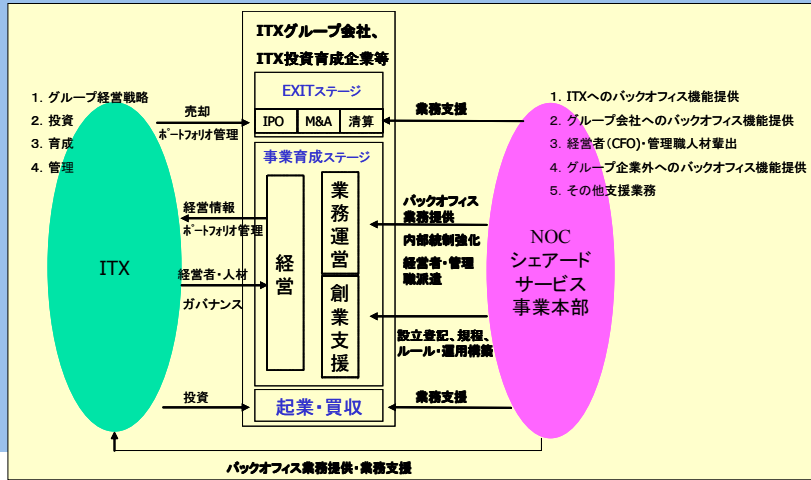 ITXグループ会社、
ITX投資育成企業等
1. グループ経営戦略
2. 投資
3. 育成
4. 管理
売却
ポートフォリオ管理
EXITステージ
IPO
M&A
清算
業務支援
1. ITXへのバックオフィス機能提供
2. グループ会社へのバックオフィス機能提供
3. 経営者(CFO)・管理職人材輩出
4. グループ企業外へのバックオフィス機能提供
5. その他支援業務
事業育成ステージ
経営情報
ポートフォリオ管理
ITX
経営者・人材
ガバナンス
経営
業務運営
創業支援
バックオフィス
業務提供
内部統制強化
経営者・管理
職派遣
NOC
シェアード
サービス
事業本部
設立登記、規程、
ルール・運用構築
投資
起業・買収
業務支援
バックオフィス業務提供・業務支援